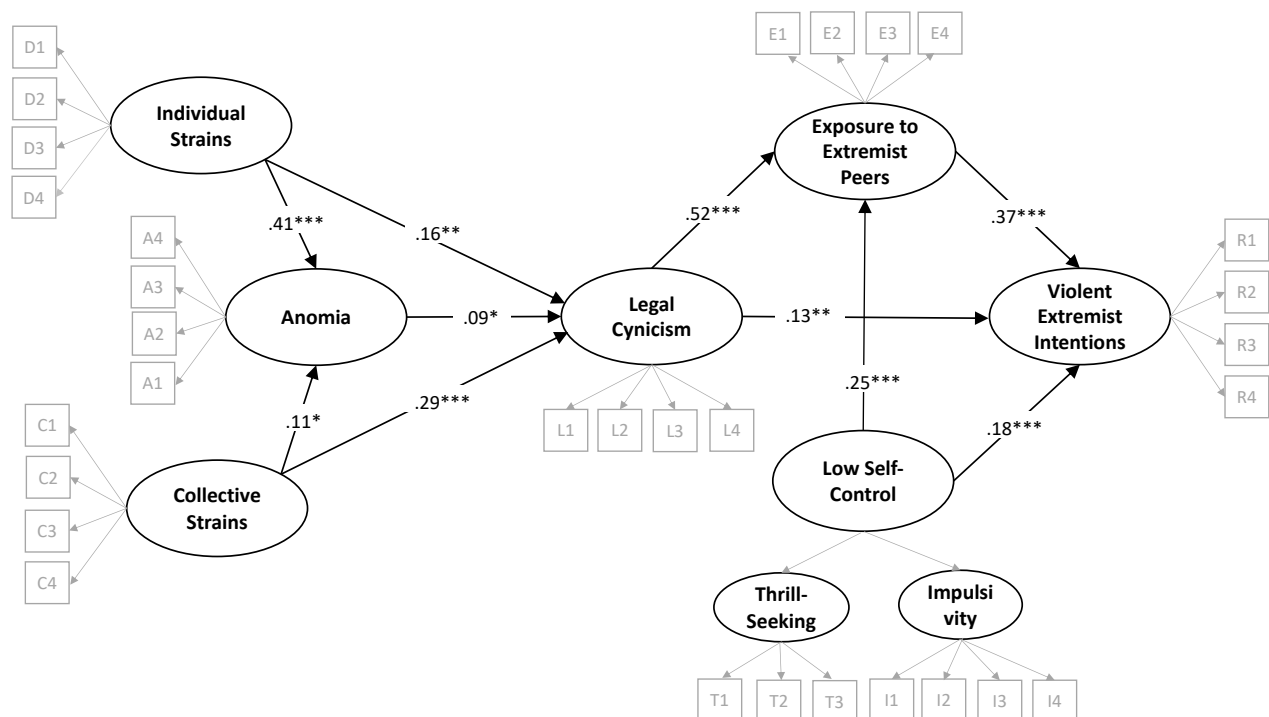 E1
E2
E3
E4
D1
D2
D3
D4
Individual
Strains
Exposure to
Extremist
Peers
.41***
.16**
.52***
.37***
A4
A3
A2
A1
Anomia
.09*
Legal
Cynicism
.13**
Violent
Extremist
Intentions
R1
R2
R3
R4
.11*
.29***
.25***
.18***
L1
L2
L3
L4
C1
C2
C3
C4
Collective
Strains
Low Self-
Control
Thrill-
Seeking
Impulsi
vity
T1
T2
T3
I1
I2
I3
I4